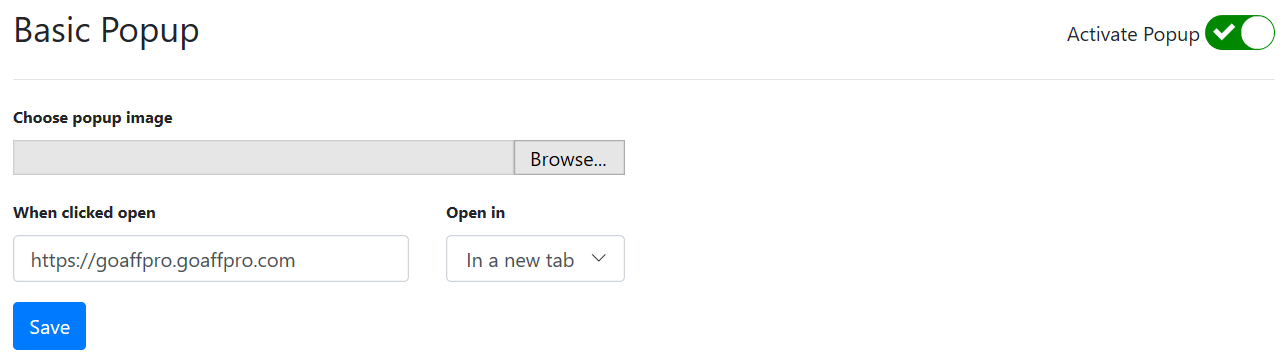 Basic Popup
Activate Popup
Choose popup image
Browse...
When clicked open
Open in
https://goaffpro.goaffpro.com
In a new tab
Save